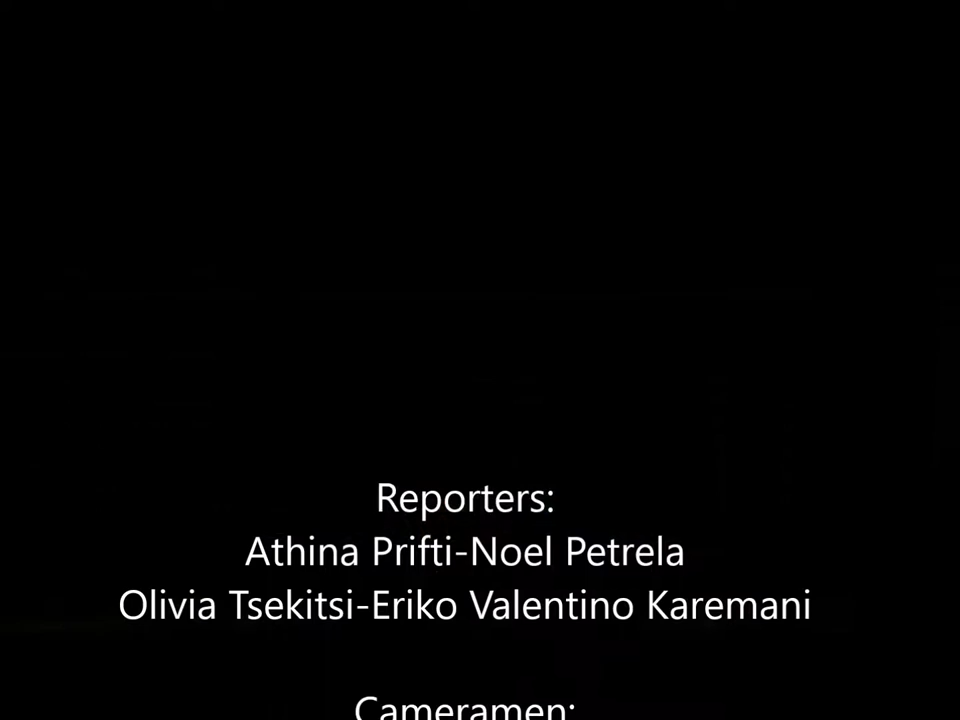 Reporters:
Athina Prifti-Noel Petrela
Olivia Tsekitsi-Eriko Valentino Karemani
Cameramen: